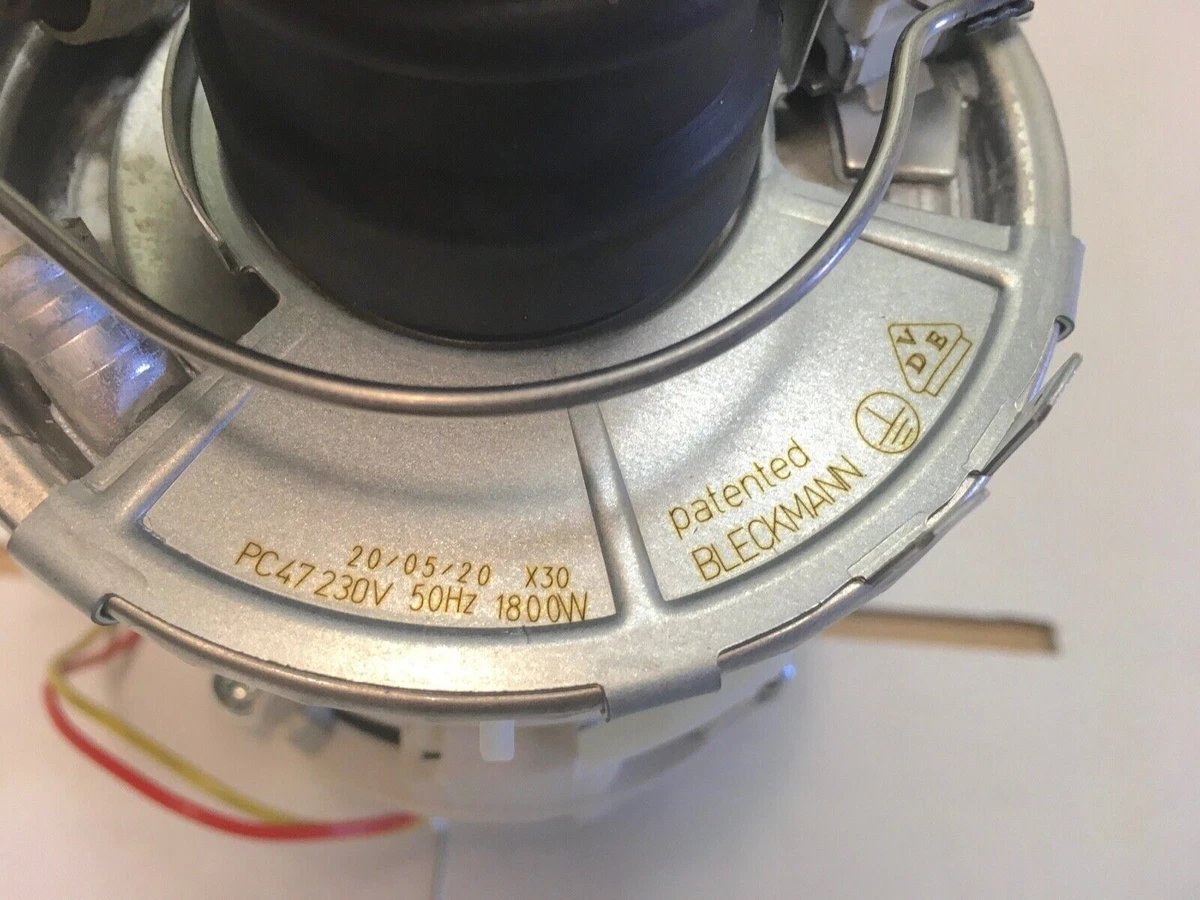 20/05/20 X30
PC47 230V 50Hz 1800W
patented
BLECKMANN
VDE